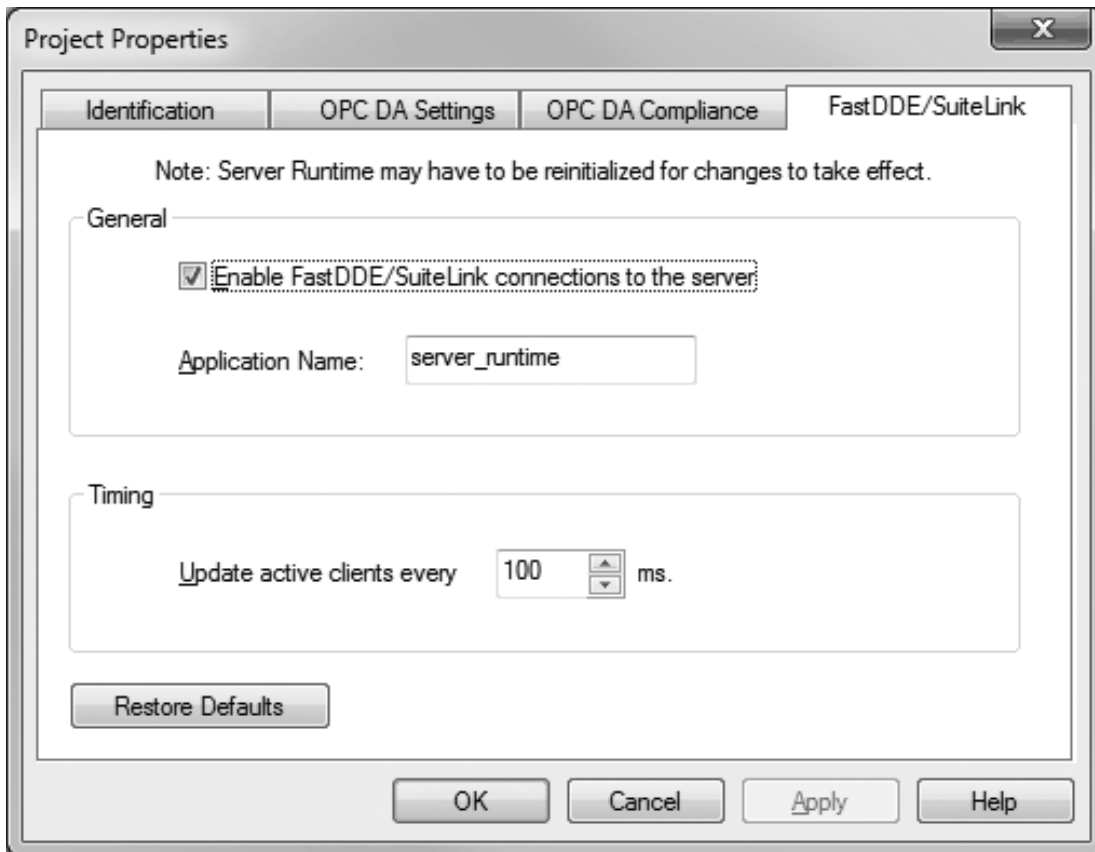 Project Properties
X
Identification
OPC DA Settings
OPC DA Compliance
FastDDE/SuiteLink
Note: Server Runtime may have to be reinitialized for changes to take effect.
General
Enable FastDDE/SuiteLink connections to the server
Application Name: server_runtime
Timing
Update active clients every 100 ms.
Restore Defaults
OK Cancel Apply Help